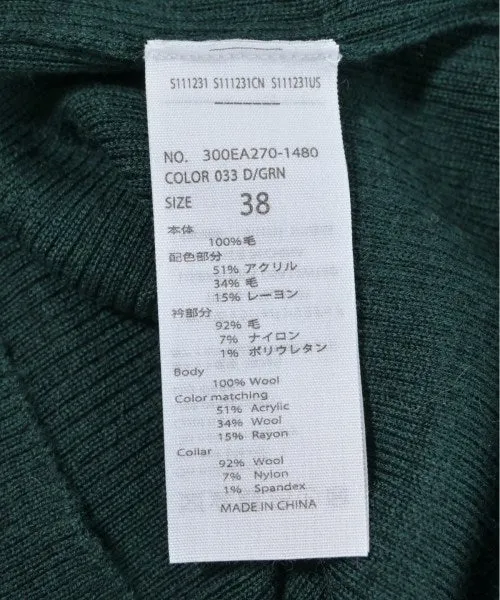 S111231 S111231CN S111231US
NO. 300EA270-1480
COLOR 033 D/GRN
SIZE 38
本体
100% 毛
配色部分
51% アクリル
34% 毛
15% レーヨン
衿部分
92% 毛
7% ナイロン
1% ポリウレタン
Body
100% Wool
Color matching
51% Acrylic
34% Wool
15% Rayon
Collar
92% Wool
7% Nylon
1% Spandex
MADE IN CHINA